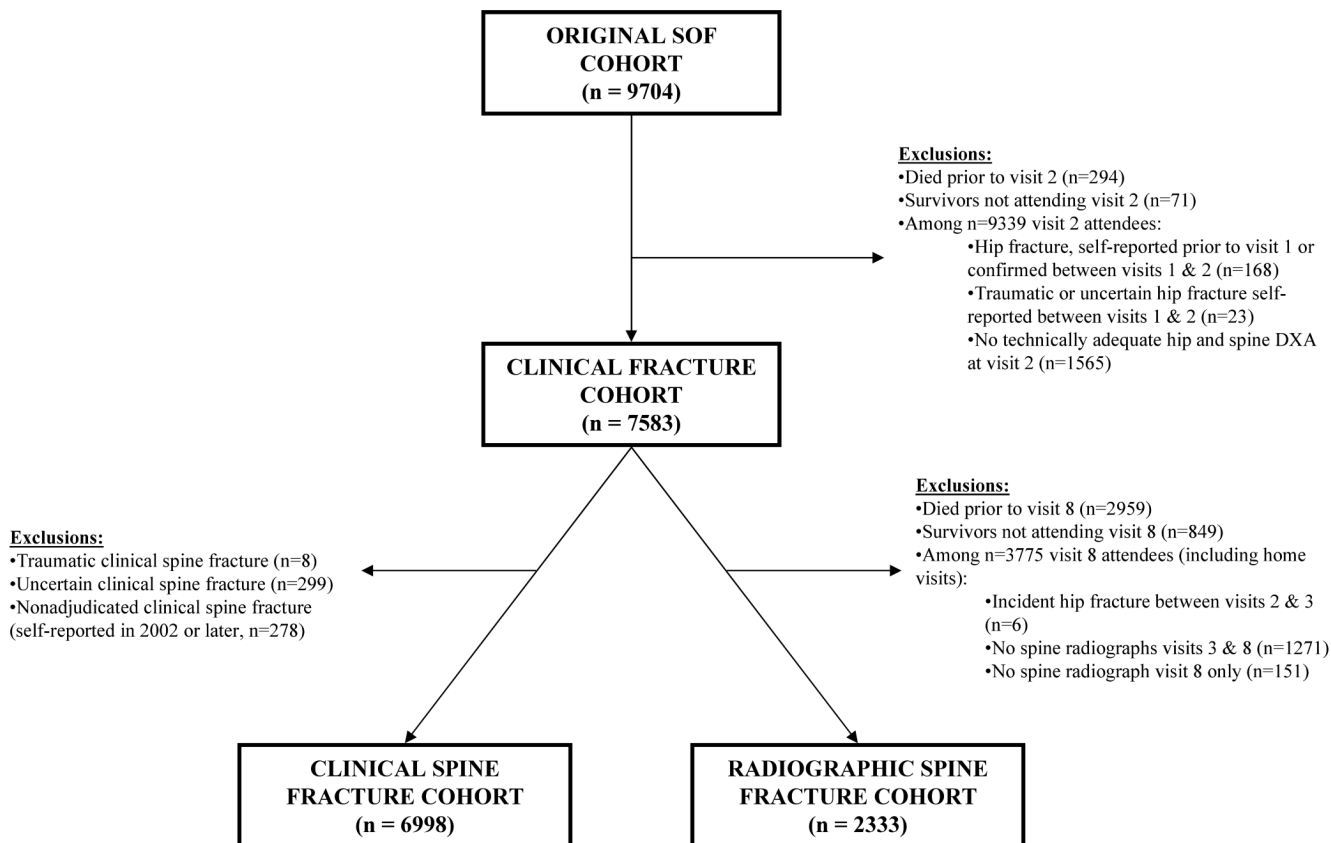 ORIGINAL SOF
COHORT
(n = 9704)
Exclusions:
•Died prior to visit 2 (n=294)
•Survivors not attending visit 2 (n=71)
•Among n=9339 visit 2 attendees:
•Hip fracture, self-reported prior to visit 1 or
confirmed between visits 1 & 2 (n=168)
•Traumatic or uncertain hip fracture self-
reported between visits 1 & 2 (n=23)
•No technically adequate hip and spine DXA
at visit 2 (n=1565)
CLINICAL FRACTURE
COHORT
(n = 7583)
Exclusions:
•Traumatic clinical spine fracture (n=8)
•Uncertain clinical spine fracture (n=299)
•Nonadjudicated clinical spine fracture
(self-reported in 2002 or later, n=278)
Exclusions:
•Died prior to visit 8 (n=2959)
•Survivors not attending visit 8 (n=849)
•Among n=3775 visit 8 attendees (including home
visits):
•Incident hip fracture between visits 2 & 3
(n=6)
•No spine radiographs visits 3 & 8 (n=1271)
•No spine radiograph visit 8 only (n=151)
CLINICAL SPINE
FRACTURE COHORT
(n = 6998)
RADIOGRAPHIC SPINE
FRACTURE COHORT
(n = 2333)